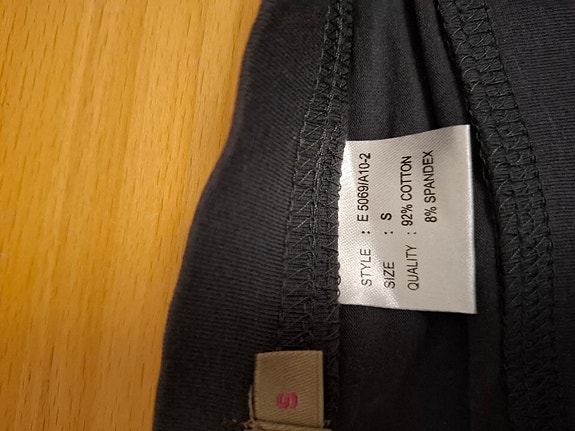 STYLE : E 5069/A10-2
SIZE : S
QUALITY : 92% COTTON
8% SPANDEX
S